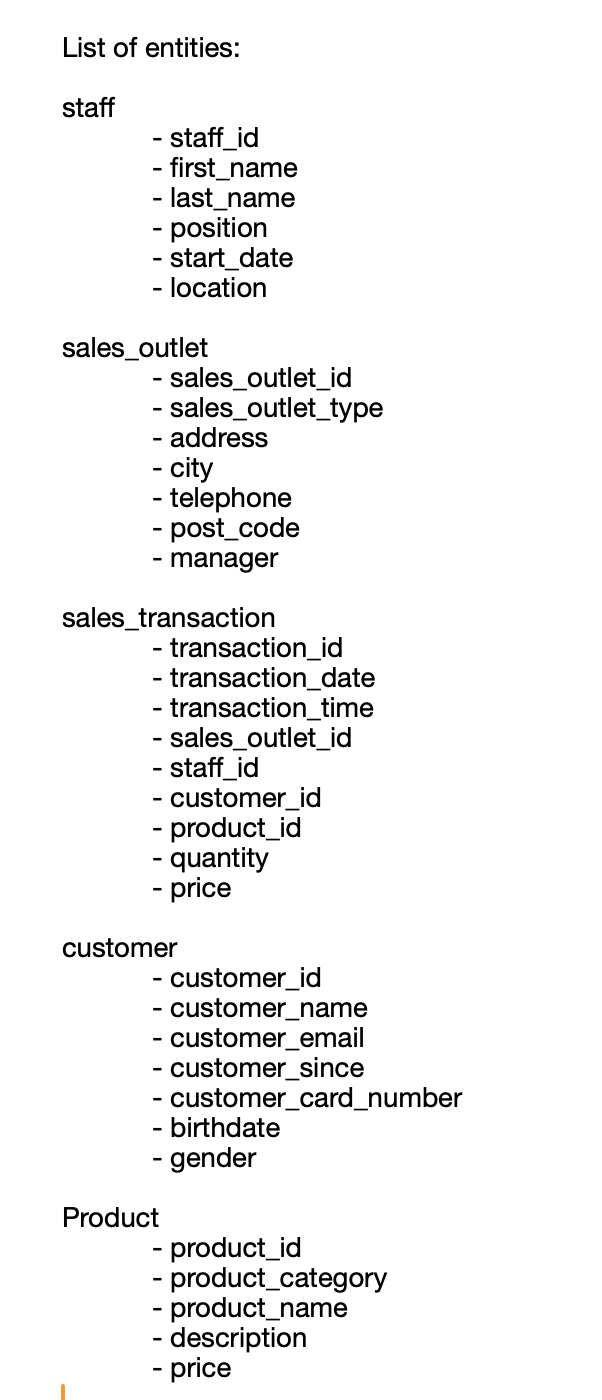 List of entities:
staff
- staff_id
- first_name
- last_name
- position
- start_date
- location
sales_outlet
- sales_outlet_id
- sales_outlet_type
- address
- city
- telephone
- post_code
- manager
sales_transaction
- transaction_id
- transaction_date
- transaction_time
- sales_outlet_id
- staff_id
- customer_id
- product_id
- quantity
- price
customer
- customer_id
- customer_name
- customer_email
- customer_since
- customer_card_number
- birthdate
- gender
Product
- product_id
- product_category
- product_name
- description
- price